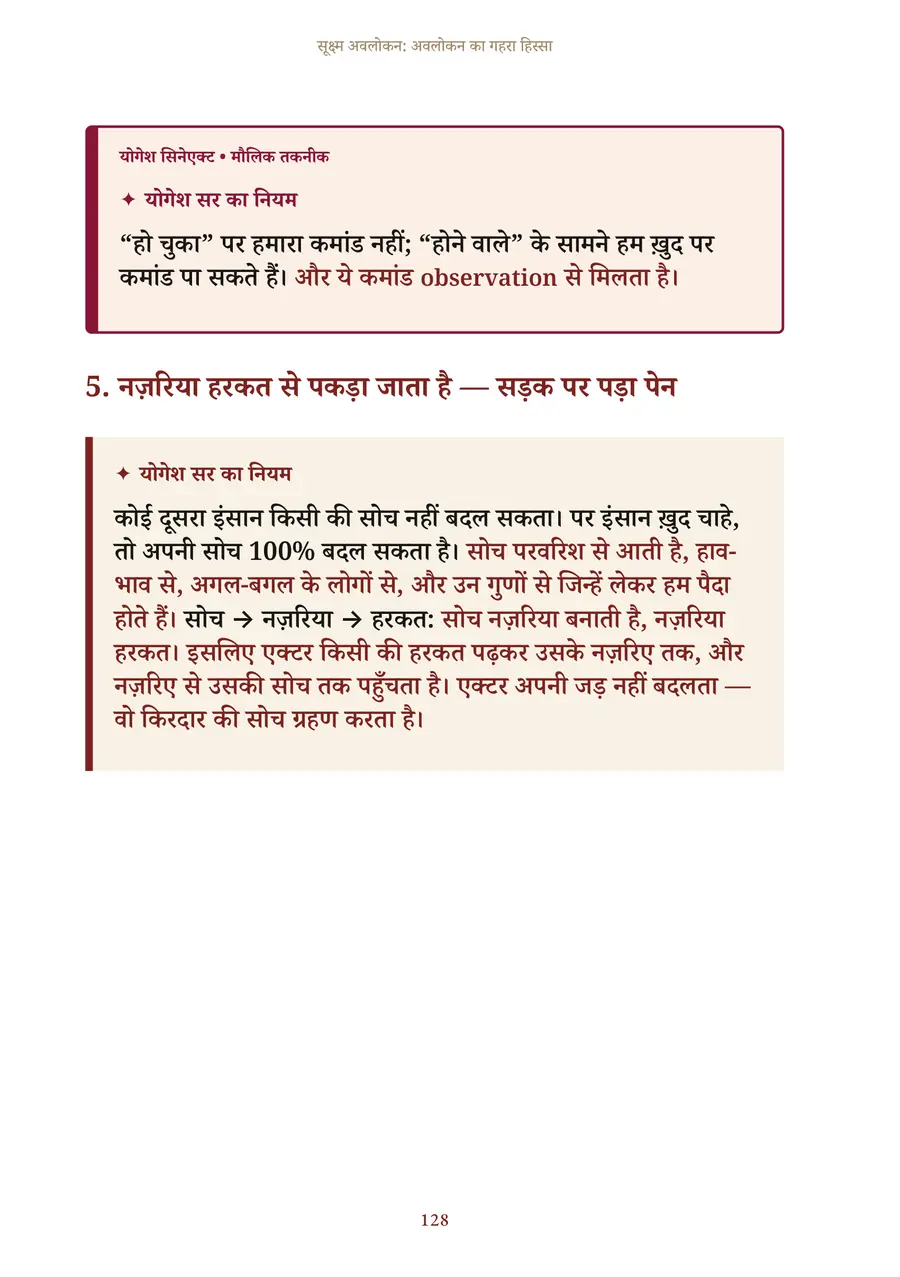 सूक्ष्म अवलोकन: अवलोकन का गहरा हिस्सा
योगेश सिनेएक्ट • मौलिक तकनीक
✦ योगेश सर का नियम
“हो चुका” पर हमारा कमांड नहीं; “होने वाले” के सामने हम ख़ुद पर
कमांड पा सकते हैं। और ये कमांड observation से मिलता है।
5. नज़रिया हरकत से पकड़ा जाता है — सड़क पर पड़ा पेन
✦ योगेश सर का नियम
कोई दूसरा इंसान किसी की सोच नहीं बदल सकता। पर इंसान ख़ुद चाहे,
तो अपनी सोच 100% बदल सकता है। सोच परवरिश से आती है, हाव-
भाव से, अगल-बगल के लोगों से, और उन गुणों से जिन्हें लेकर हम पैदा
होते हैं। सोच → नज़रिया → हरकत: सोच नज़रिया बनाती है, नज़रिया
हरकत। इसलिए एक्टर किसी की हरकत पढ़कर उसके नज़रिए तक, और
नज़रिए से उसकी सोच तक पहुँचता है। एक्टर अपनी जड़ नहीं बदलता —
वो किरदार की सोच ग्रहण करता है।
128